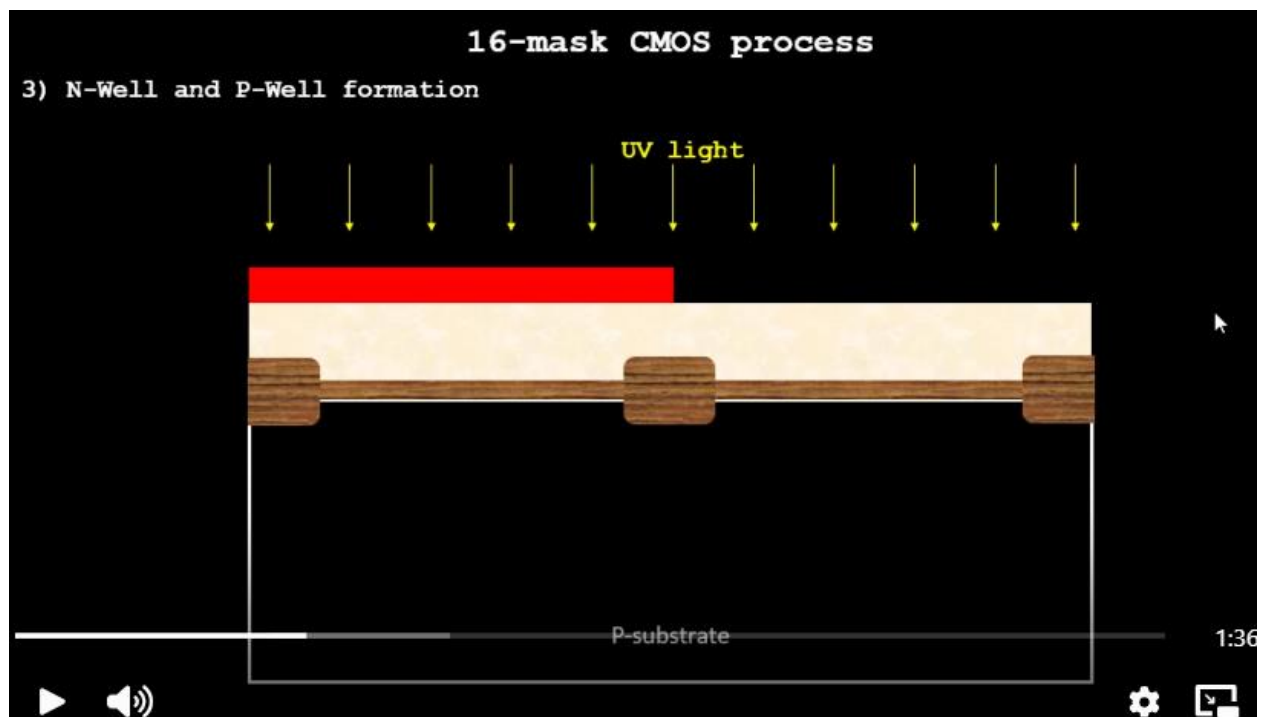 16-mask CMOS process
3) N-Well and P-Well formation
UV light
P-substrate
1:36